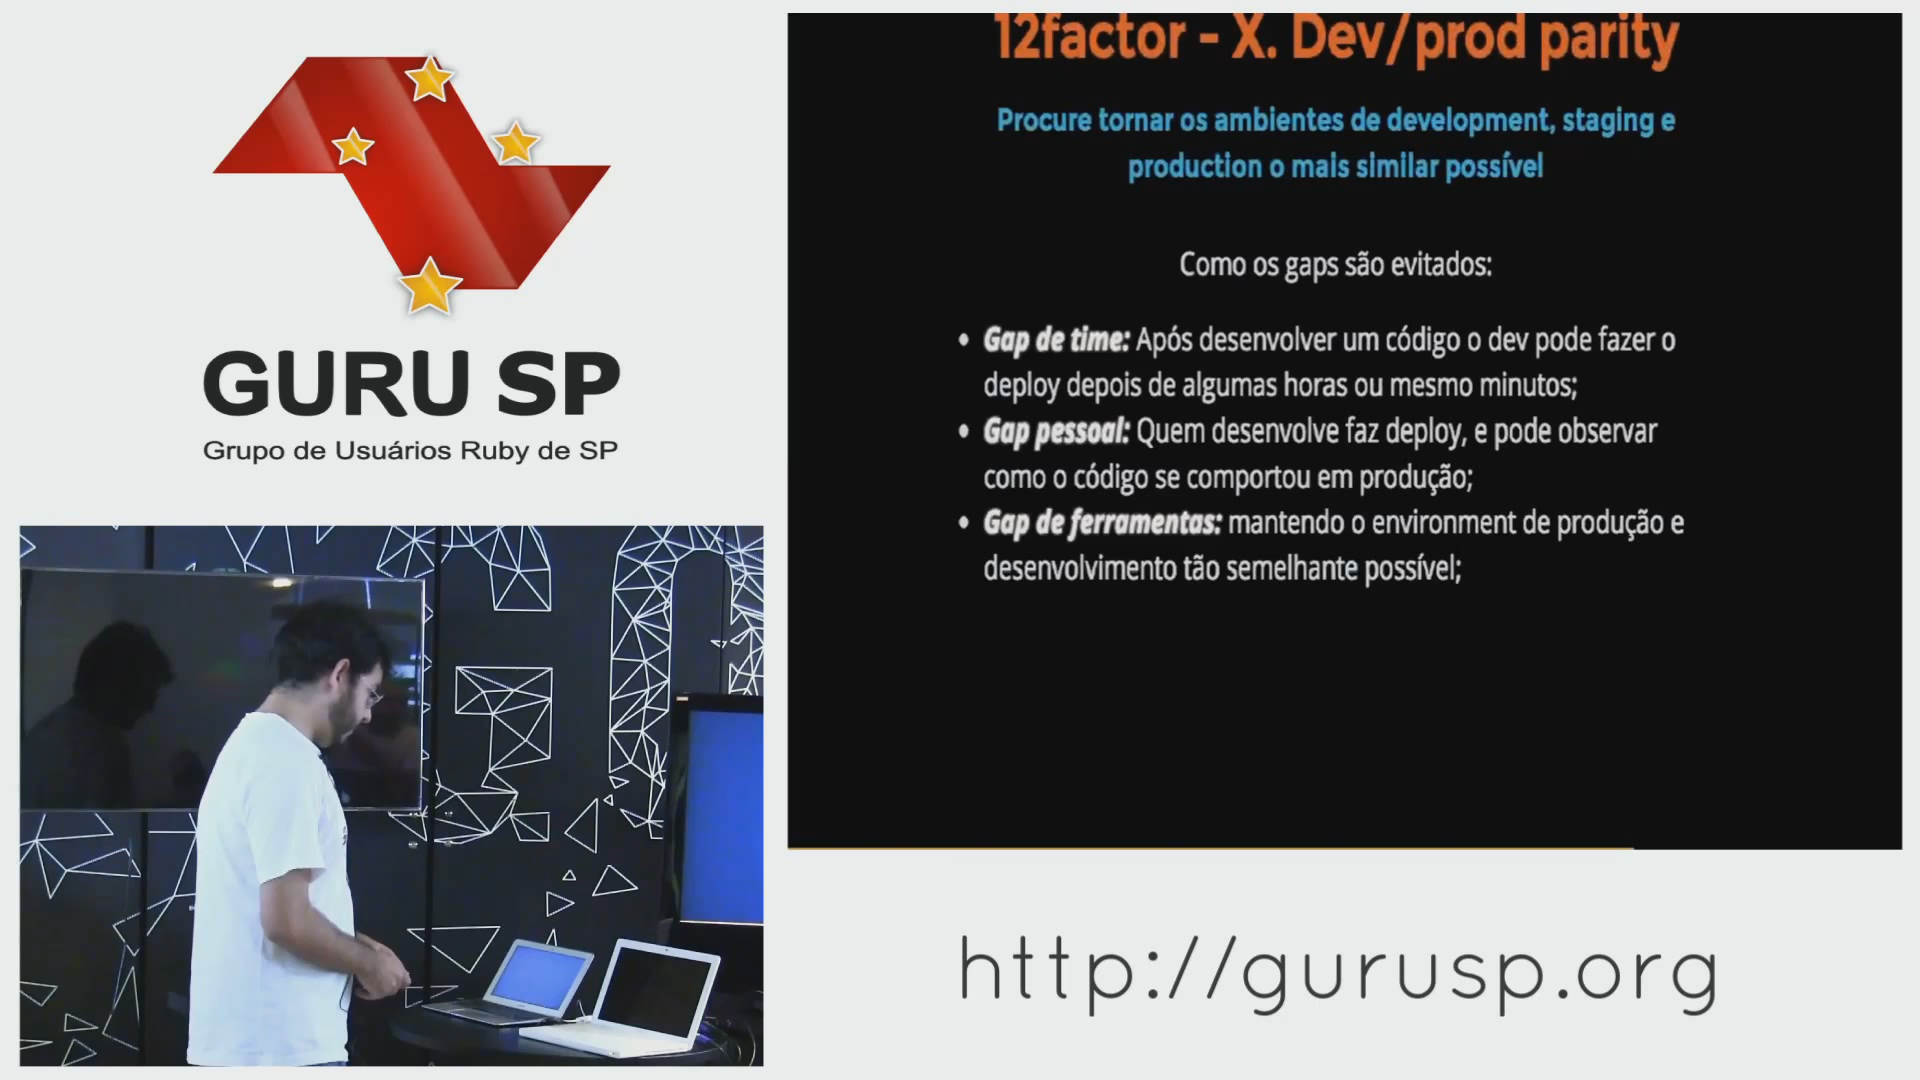 GURU SP
Grupo de Usuários Ruby de SP
12factor - X. Dev/prod parity
Procure tornar os ambientes de development, staging e
production o mais similar possível
Como os gaps são evitados:
• Gap de time: Após desenvolver um código o dev pode fazer o
deploy depois de algumas horas ou mesmo minutos;
• Gap pessoal: Quem desenvolve faz deploy, e pode observar
como o código se comportou em produção;
• Gap de ferramentas: mantendo o environment de produção e
desenvolvimento tão semelhante possível;
http://gurusp.org